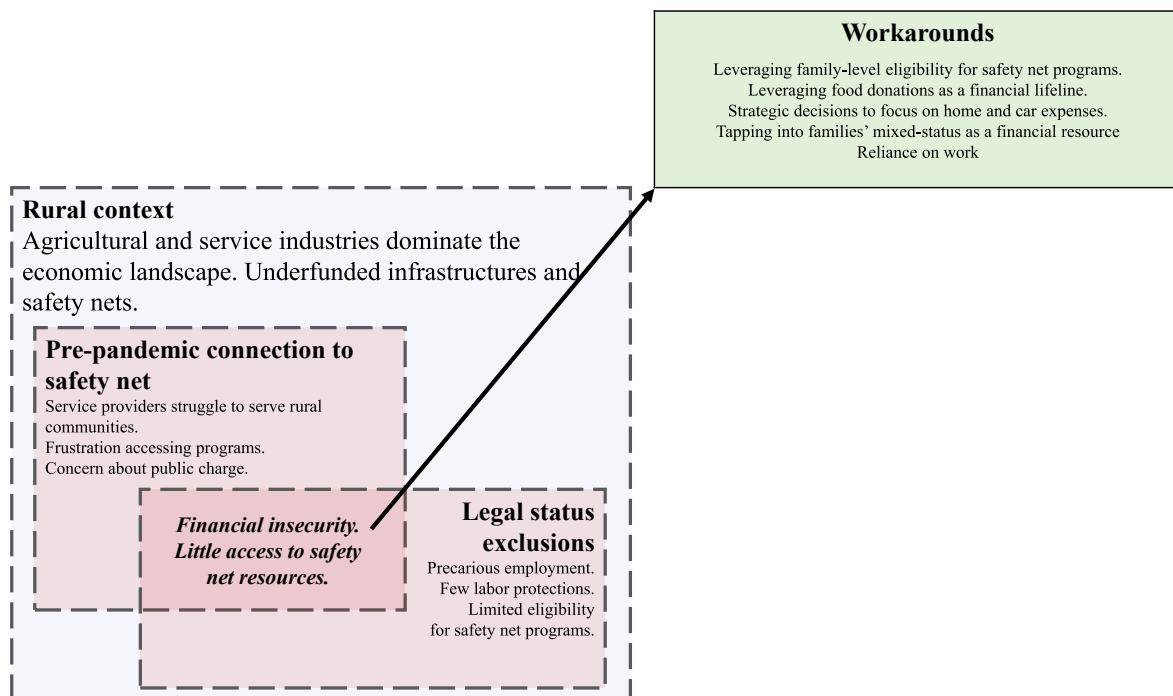 Workarounds
Leveraging family-level eligibility for safety net programs.
Leveraging food donations as a financial lifeline.
Strategic decisions to focus on home and car expenses.
Tapping into families’ mixed-status as a financial resource
Reliance on work
Rural context
Agricultural and service industries dominate the
economic landscape. Underfunded infrastructures and
safety nets.
Pre-pandemic connection to
safety net
Service providers struggle to serve rural
communities.
Frustration accessing programs.
Concern about public charge.
Financial insecurity.
Little access to safety
net resources.
Legal status
exclusions
Precarious employment.
Few labor protections.
Limited eligibility
for safety net programs.